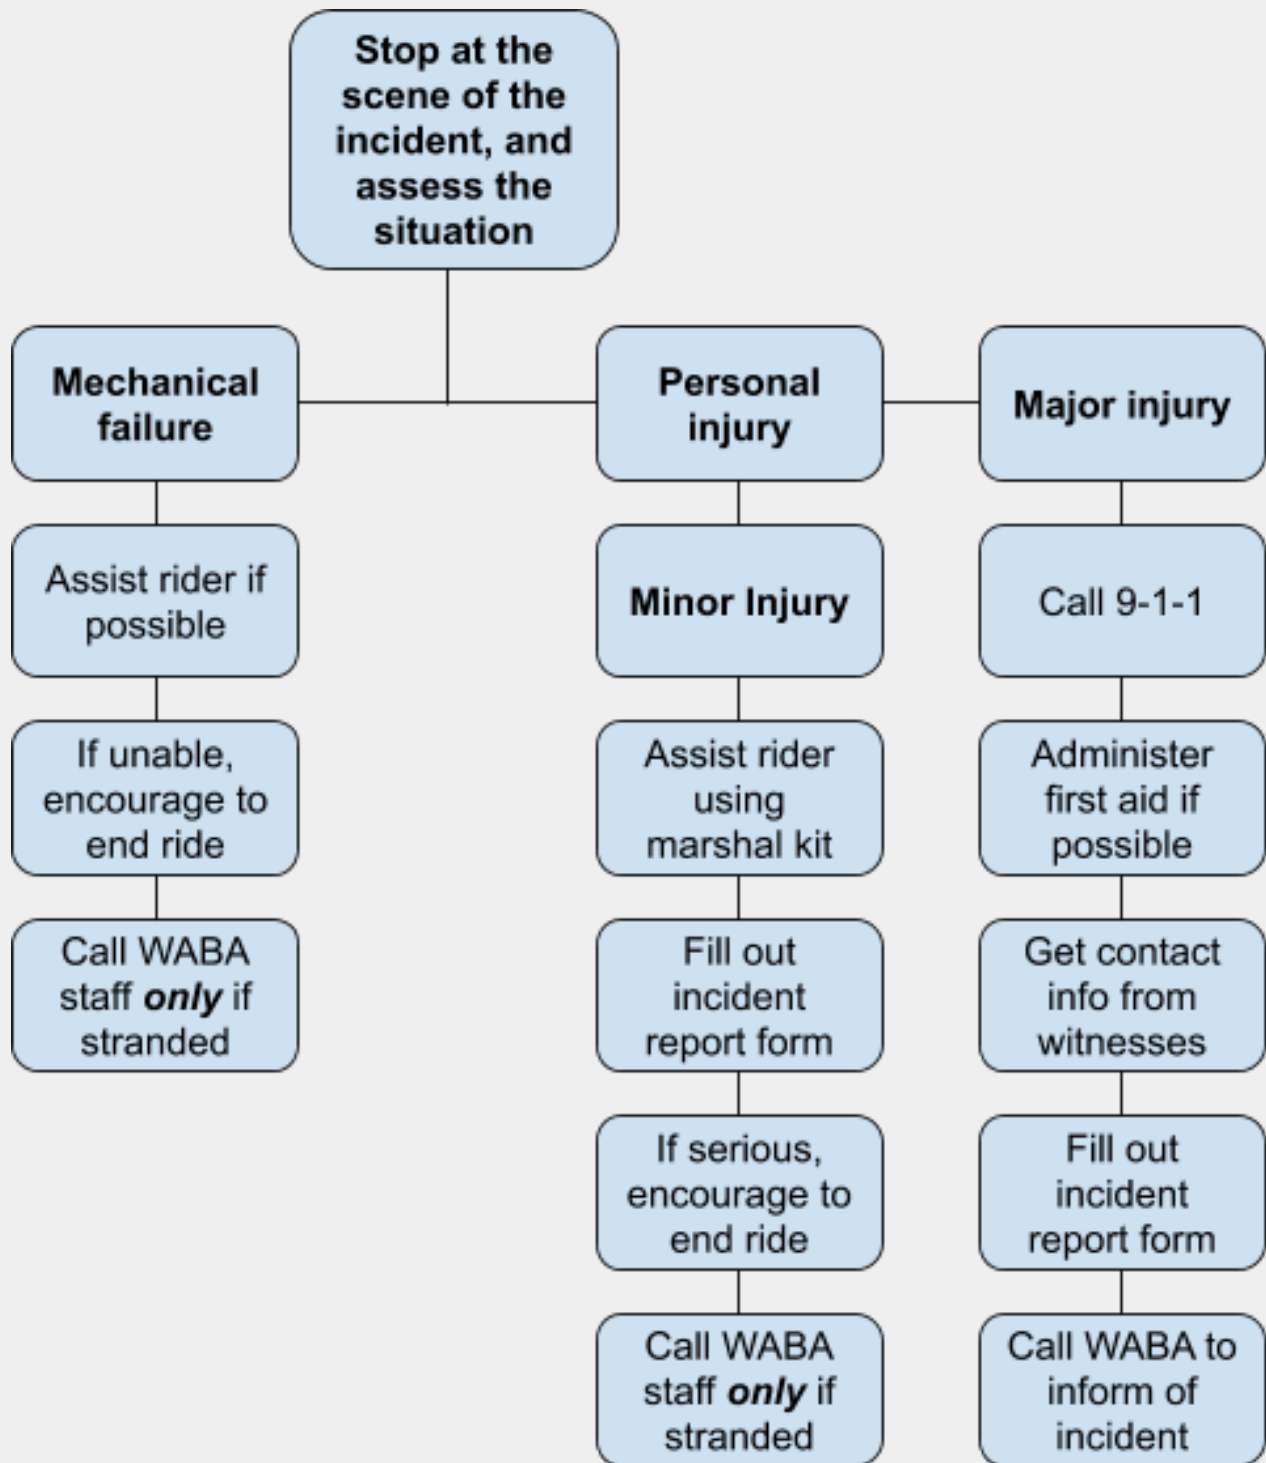 Stop at the
scene of the
incident, and
assess the
situation
Mechanical
failure
Assist rider if
possible
If unable,
encourage to
end ride
Call WABA
staff only if
stranded
Personal
injury
Minor Injury
Assist rider
using
marshal kit
Fill out
incident
report form
If serious,
encourage to
end ride
Call WABA
staff only if
stranded
Major injury
Call 9-1-1
Administer
first aid if
possible
Get contact
info from
witnesses
Fill out
incident
report form
Call WABA to
inform of
incident